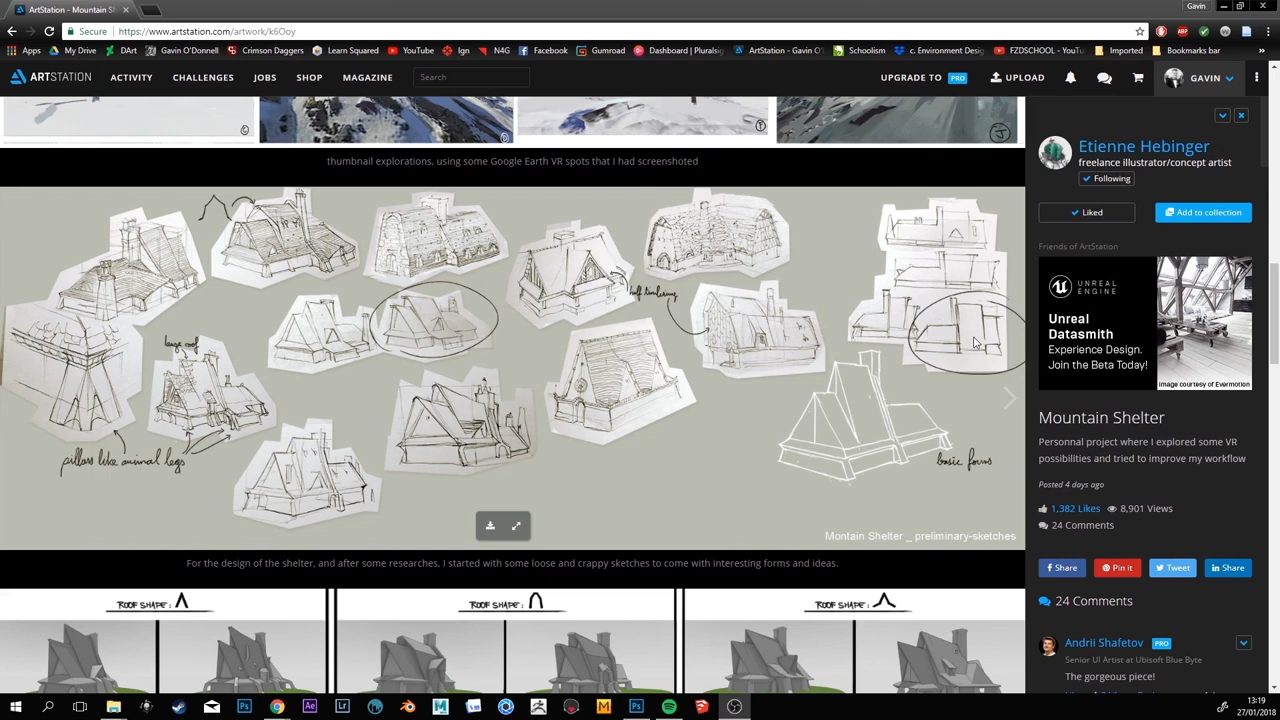 ArtStation - Mountain S
Gavin
Secure
https://www.artstation.com/artwork/k6Ooy
Apps
My Drive
DArt
Gavin O'Donnell
Crimson Daggers
Learn Squared
YouTube
Ign
N4G
Facebook
Gumroad
Dashboard | Pluralsig
ArtStation - Gavin O'
Schoolism
c. Environment Desig
FZDSCHOOL - YouTu
Imported
Bookmarks bar
ARTSTATION
ACTIVITY
CHALLENGES
JOBS
SHOP
MAGAZINE
Search
UPGRADE TO PRO
UPLOAD
GAVIN
thumbnail explorations, using some Google Earth VR spots that I had screenshoted
Etienne Hebinger
freelance illustrator/concept artist
Following
Liked
Add to collection
Friends of ArtStation
UNREAL
ENGINE
Unreal
Datasmith
Experience Design.
Join the Beta Today!
Image courtesy of Evermotion
half timbering
large roof
pillars like animal legs
basic forms
Montain Shelter _ preliminary-sketches
For the design of the shelter, and after some researches, I started with some loose and crappy sketches to come with interesting forms and ideas.
Mountain Shelter
Personnal project where I explored some VR
possibilities and tried to improve my workflow
Posted 4 days ago
1,382 Likes
8,901 Views
24 Comments
Share
Pin it
Tweet
Share
24 Comments
ROOF SHAPE:
ROOF SHAPE:
ROOF SHAPE:
Andrii Shafetov PRO
Senior UI Artist at Ubisoft Blue Byte
The gorgeous piece!
13:19
27/01/2018